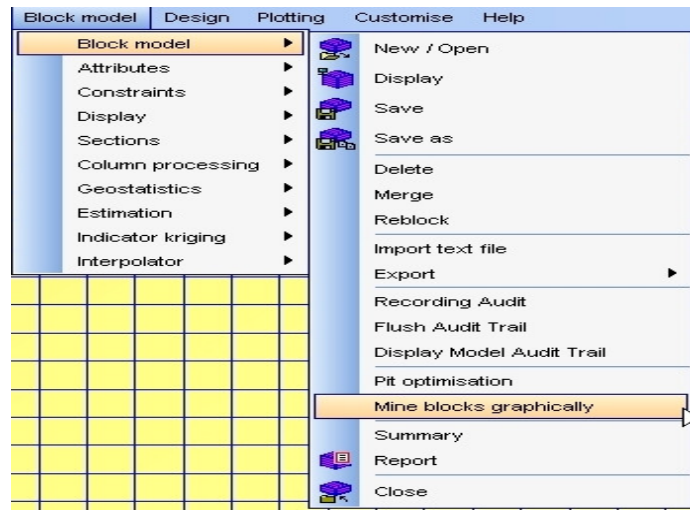 Block model Design Plotting Customise Help
Block model
Attributes
Constraints
Display
Sections
Column processing
Geostatistics
Estimation
Indicator kriging
Interpolator
New / Open
Display
Save
Save as
Delete
Merge
Reblock
Import text file
Export
Recording Audit
Flush Audit Trail
Display Model Audit Trail
Pit optimisation
Mine blocks graphically
Summary
Report
Close